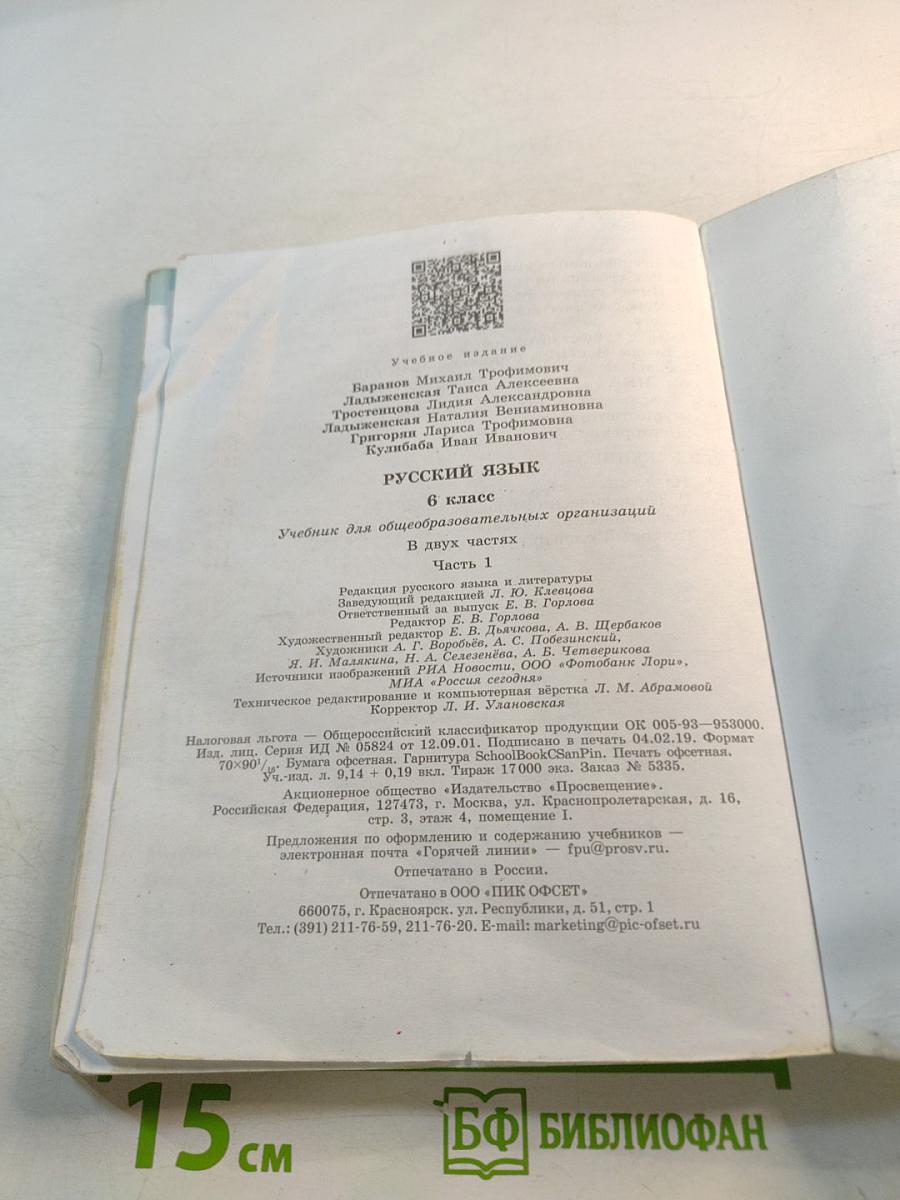 Учебное издание
Баранов Михаил Трофимович
Ладыженская Таиса Алексеевна
Тростенцова Лидия Александровна
Ладыженская Наталия Вениаминовна
Григорян Лариса Трофимовна
Кулибаба Иван Иванович
РУССКИЙ ЯЗЫК
6 класс
Учебник для общеобразовательных организаций
В двух частях
Часть 1
Редакция русского языка и литературы
Заведующий редакцией Л. Ю. Клевцова
Ответственный за выпуск Е. В. Горлова
Редактор Е. В. Горлова
Художественный редактор Е. В. Дьячкова, А. В. Щербаков
Художники А. Г. Воробьёв, А. С. Побезинский,
Я. И. Малякина, Н. А. Селезенёва, А. Б. Четверикова
Источники изображений РИА Новости, ООО «Фотобанк Лори»,
МИА «Россия сегодня»
Техническое редактирование и компьютерная вёрстка Л. М. Абрамовой
Корректор Л. И. Улановская
Налоговая льгота — Общероссийский классификатор продукции ОК 005-93—953000.
Изд. лиц. Серия ИД № 05824 от 12.09.01. Подписано в печать 04.02.19. Формат
70×90 1/16. Бумага офсетная. Гарнитура SchoolBookCSanPin. Печать офсетная.
Уч.-изд. л. 9,14 + 0,19 вкл. Тираж 17 000 экз. Заказ № 5335.
Акционерное общество «Издательство «Просвещение».
Российская Федерация, 127473, г. Москва, ул. Краснопролетарская, д. 16,
стр. 3, этаж 4, помещение I.
Предложения по оформлению и содержанию учебников —
электронная почта «Горячей линии» — fpu@prosv.ru.
Отпечатано в России.
Отпечатано в ООО «ПИК ОФСЕТ»
660075, г. Красноярск. ул. Республики, д. 51, стр. 1
Тел.: (391) 211-76-59, 211-76-20. E-mail: marketing@pic-ofset.ru
15 см
БФ БИБЛИОФАН